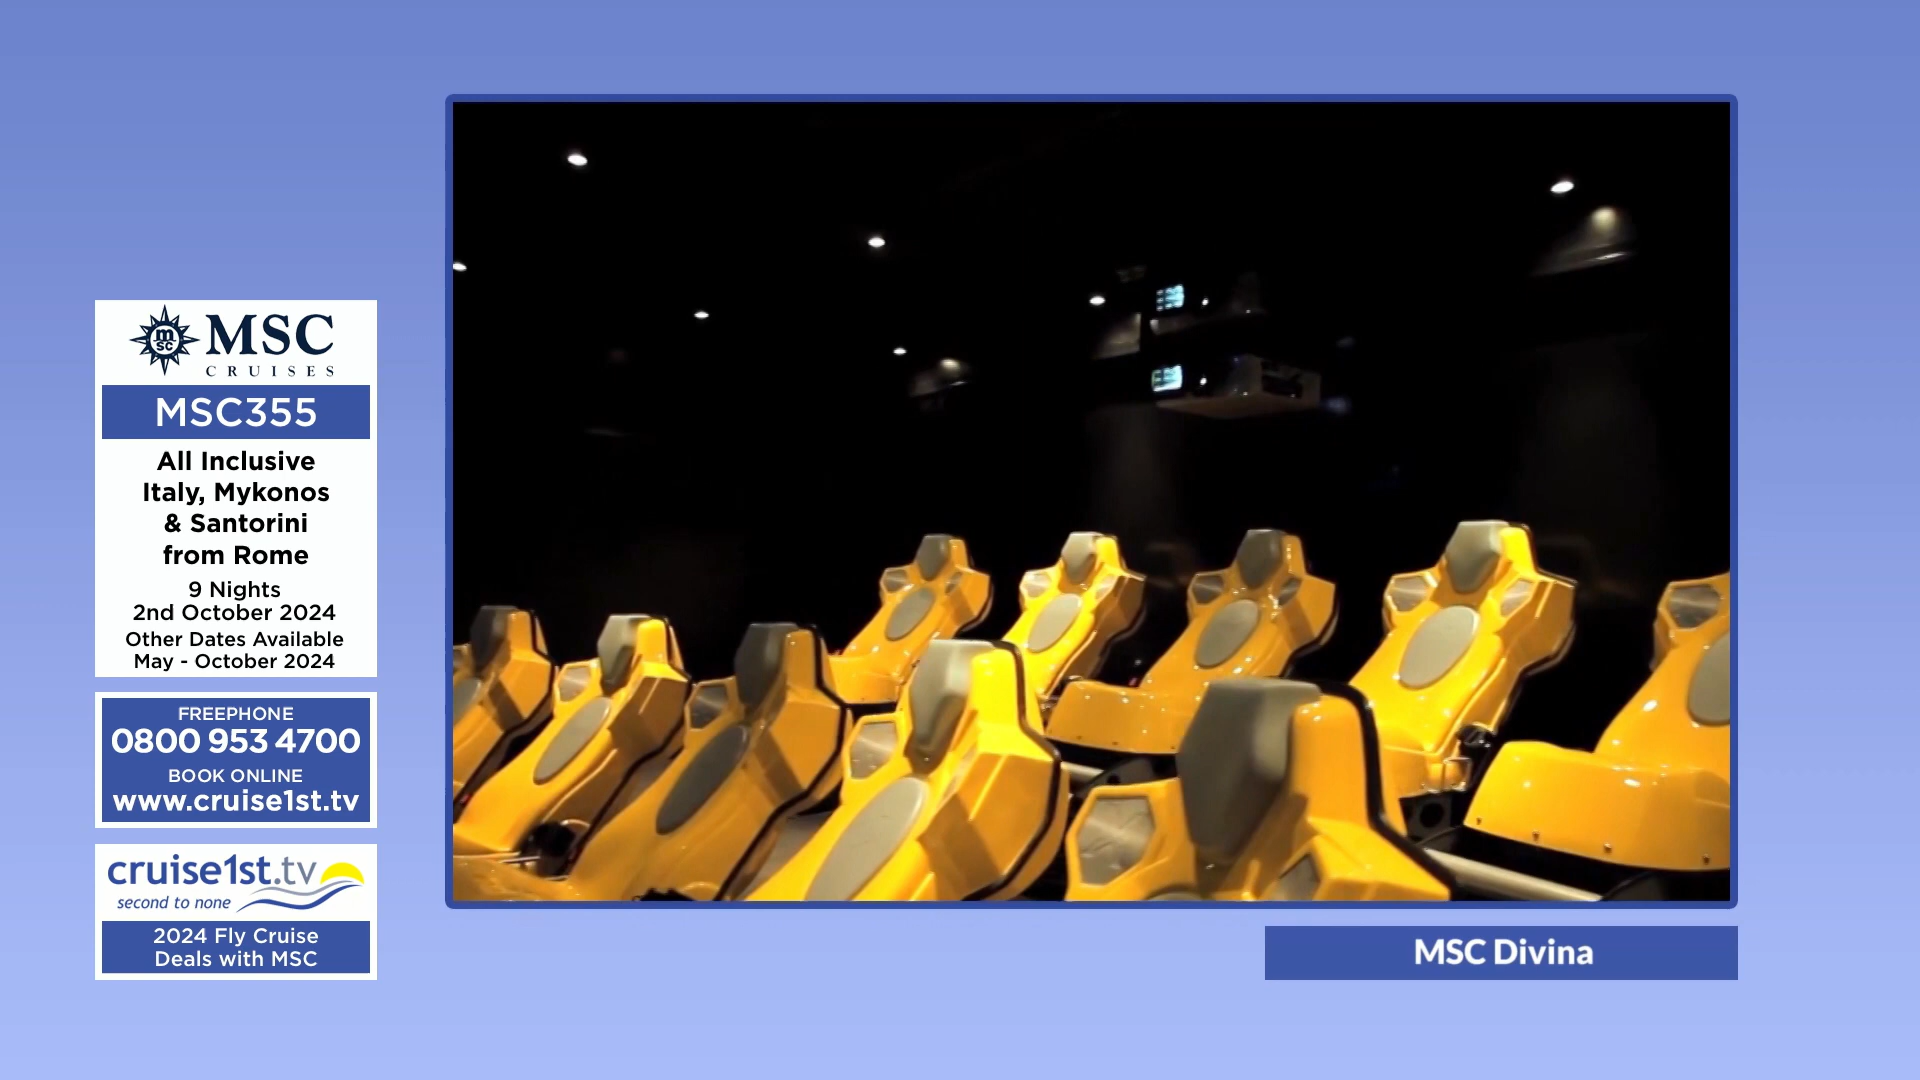 m
sc
MSC
CRUISES
MSC355
All Inclusive
Italy, Mykonos
& Santorini
from Rome
9 Nights
2nd October 2024
Other Dates Available
May - October 2024
FREEPHONE
0800 953 4700
BOOK ONLINE
www.cruise1st.tv
cruise1st.tv
second to none
2024 Fly Cruise
Deals with MSC
MSC Divina